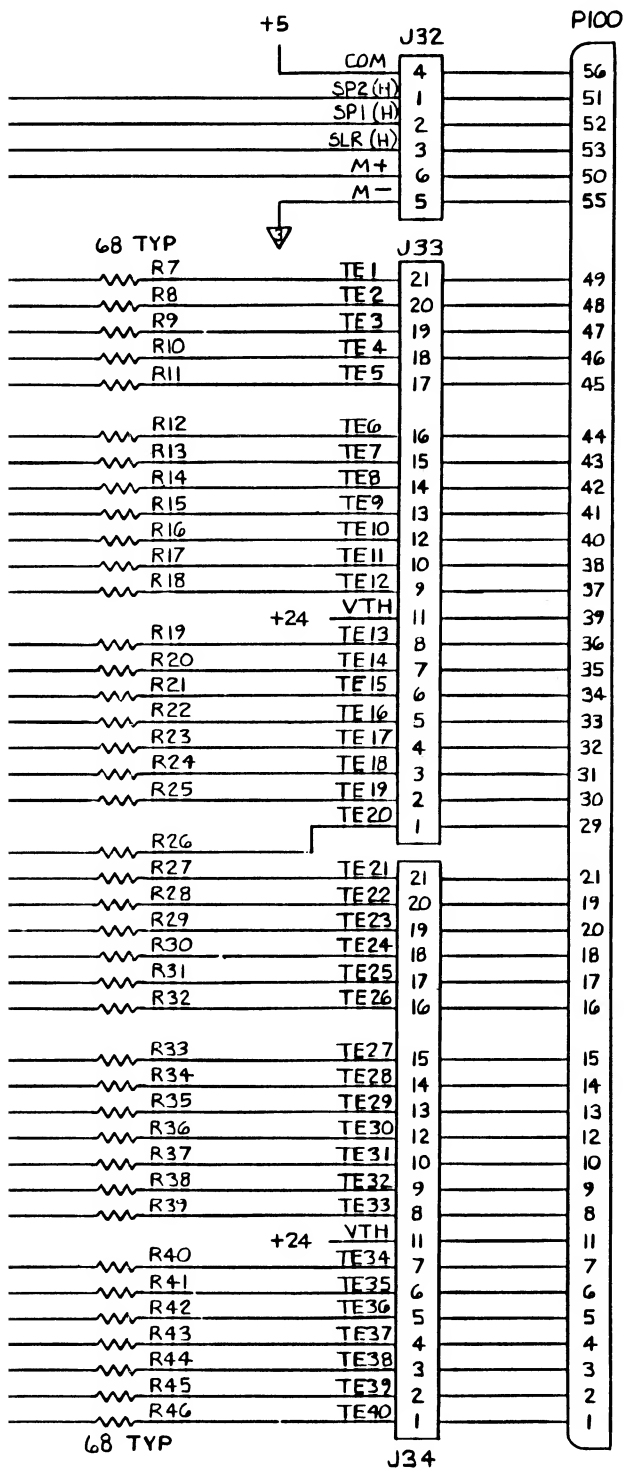 +5 J32 P100
COM 4 56
SP2 (H) 1 51
SP1 (H) 2 52
SLR (H) 3 53
M+ 6 50
M- 5 55
3
68 TYP J33
R7 TE1 21 49
R8 TE2 20 48
R9 TE3 19 47
R10 TE4 18 46
R11 TE5 17 45
R12 TE6 16 44
R13 TE7 15 43
R14 TE8 14 42
R15 TE9 13 41
R16 TE10 12 40
R17 TE11 10 38
R18 TE12 9 37
+24 VTH 11 39
R19 TE13 8 36
R20 TE14 7 35
R21 TE15 6 34
R22 TE16 5 33
R23 TE17 4 32
R24 TE18 3 31
R25 TE19 2 30
TE20 1 29
R26
R27 TE21 21 21
R28 TE22 20 19
R29 TE23 19 20
R30 TE24 18 18
R31 TE25 17 17
R32 TE26 16 16
R33 TE27 15 15
R34 TE28 14 14
R35 TE29 13 13
R36 TE30 12 12
R37 TE31 10 10
R38 TE32 9 9
R39 TE33 8 8
+24 VTH 11 11
R40 TE34 7 7
R41 TE35 6 6
R42 TE36 5 5
R43 TE37 4 4
R44 TE38 3 3
R45 TE39 2 2
R46 TE40 1 1
68 TYP
J34